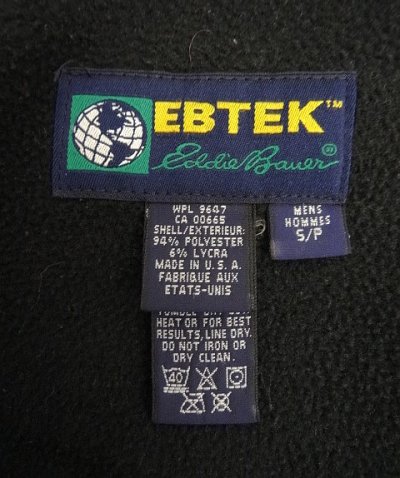 EBTEK™
Eddie Bauer®
WPL 9647
CA 00665
SHELL/EXTERIEUR:
94% POLYESTER
6% LYCRA
MADE IN U.S.A.
FABRIQUE AUX
ETATS-UNIS
MENS
HOMMES
S/P
HEAT OR FOR BEST
RESULTS, LINE DRY.
DO NOT IRON OR
DRY CLEAN.
40